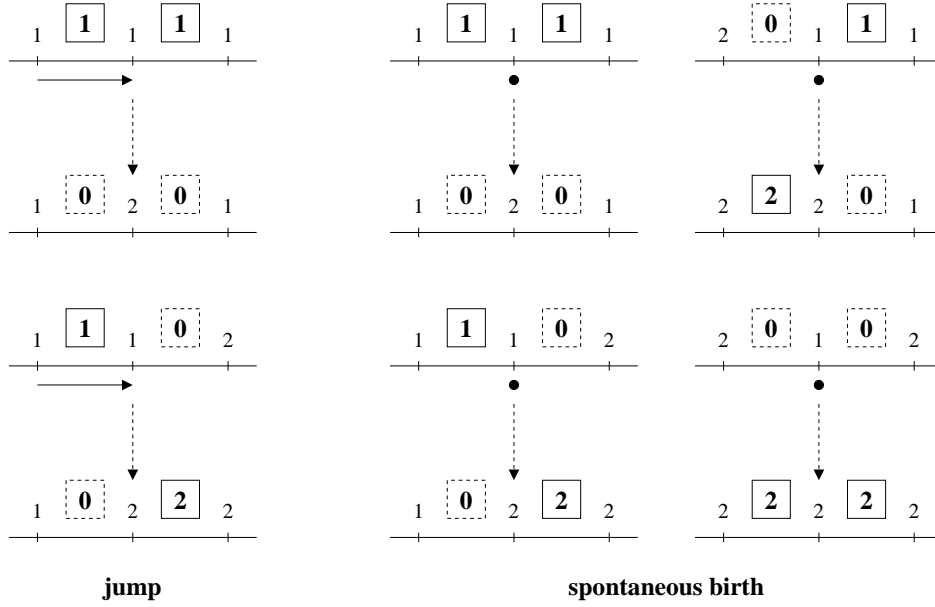 1 1 1 1 1
1 1 1 1 1
2 0 1 1 1
1 0 2 0 1
1 0 2 0 1
2 2 2 0 1
1 1 1 0 2
1 1 1 0 2
2 0 1 0 2
1 0 2 2 2
1 0 2 2 2
2 2 2 2 2
jump
spontaneous birth